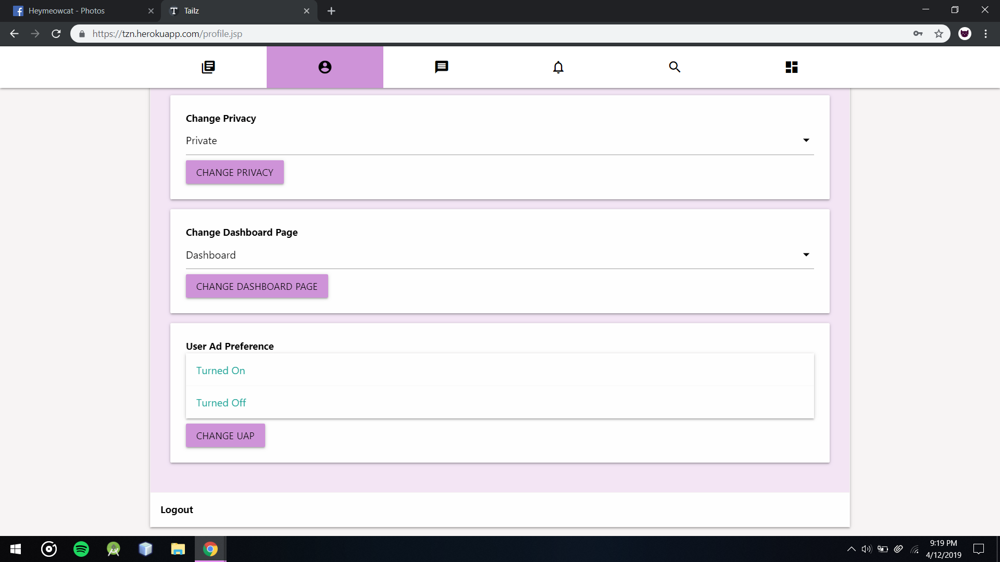 Heymeowcat - Photos
Tailz
https://tzn.herokuapp.com/profile.jsp
Change Privacy
Private
CHANGE PRIVACY
Change Dashboard Page
Dashboard
CHANGE DASHBOARD PAGE
User Ad Preference
Turned On
Turned Off
CHANGE UAP
Logout
9:19 PM
4/12/2019